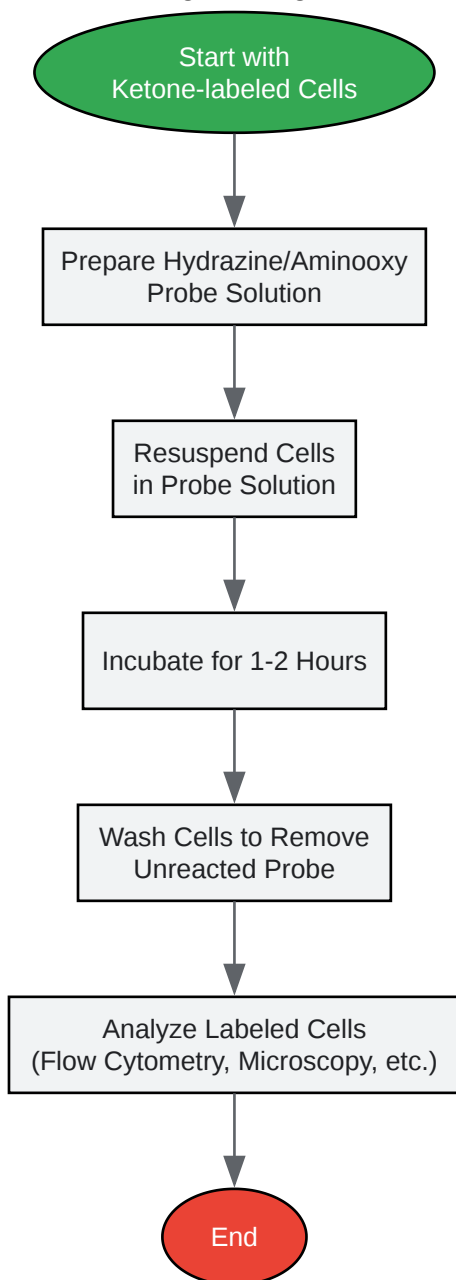 Start with
Ketone-labeled Cells
Prepare Hydrazine/Aminooxy
Probe Solution
Resuspend Cells
in Probe Solution
Incubate for 1-2 Hours
Wash Cells to Remove
Unreacted Probe
Analyze Labeled Cells
(Flow Cytometry, Microscopy, etc.)
End